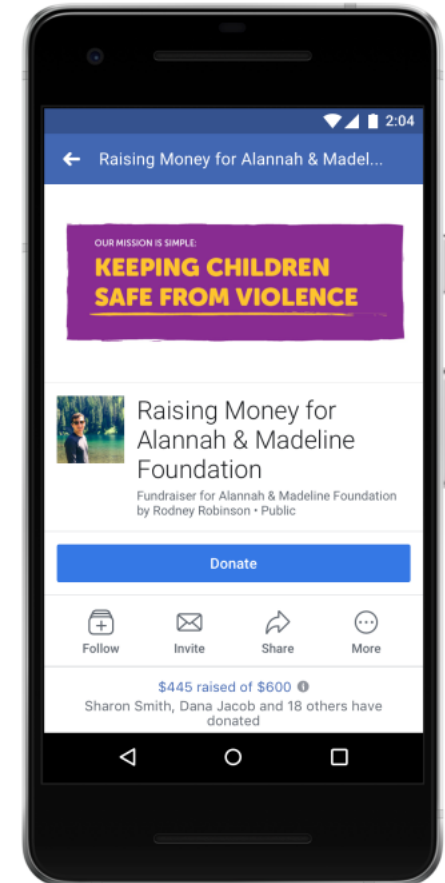 2:04
Raising Money for Alannah & Madel...
OUR MISSION IS SIMPLE:
KEEPING CHILDREN
SAFE FROM VIOLENCE
Raising Money for
Alannah & Madeline
Foundation
Fundraiser for Alannah & Madeline Foundation
by Rodney Robinson • Public
Donate
Follow
Invite
Share
More
$445 raised of $600
Sharon Smith, Dana Jacob and 18 others have
donated